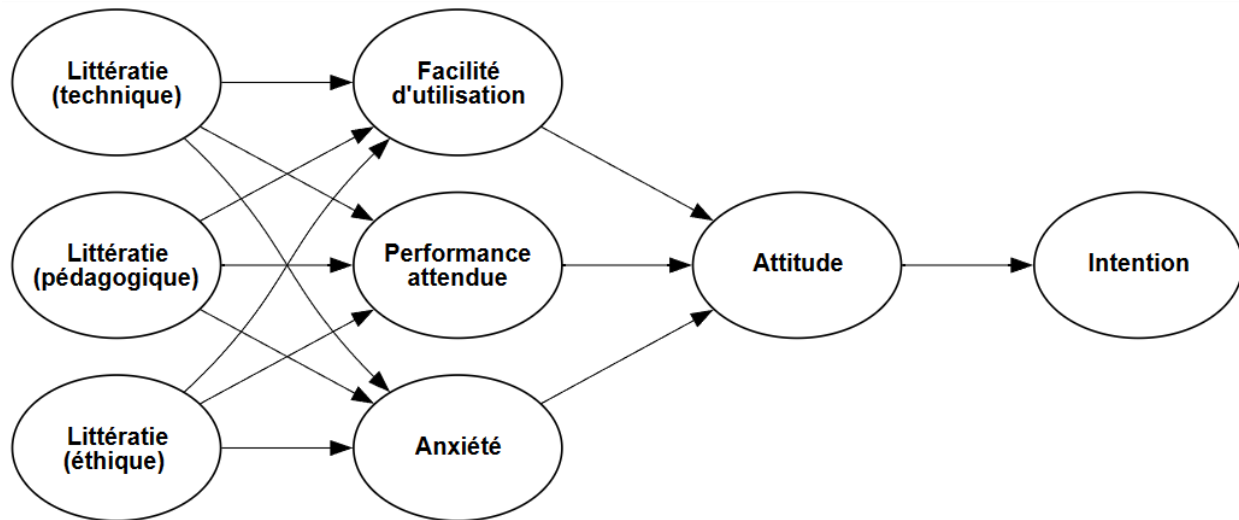 Littératie
(technique)
Facilité
d'utilisation
Littératie
(pédagogique)
Performance
attendue
Attitude
Intention
Littératie
(éthique)
Anxiété